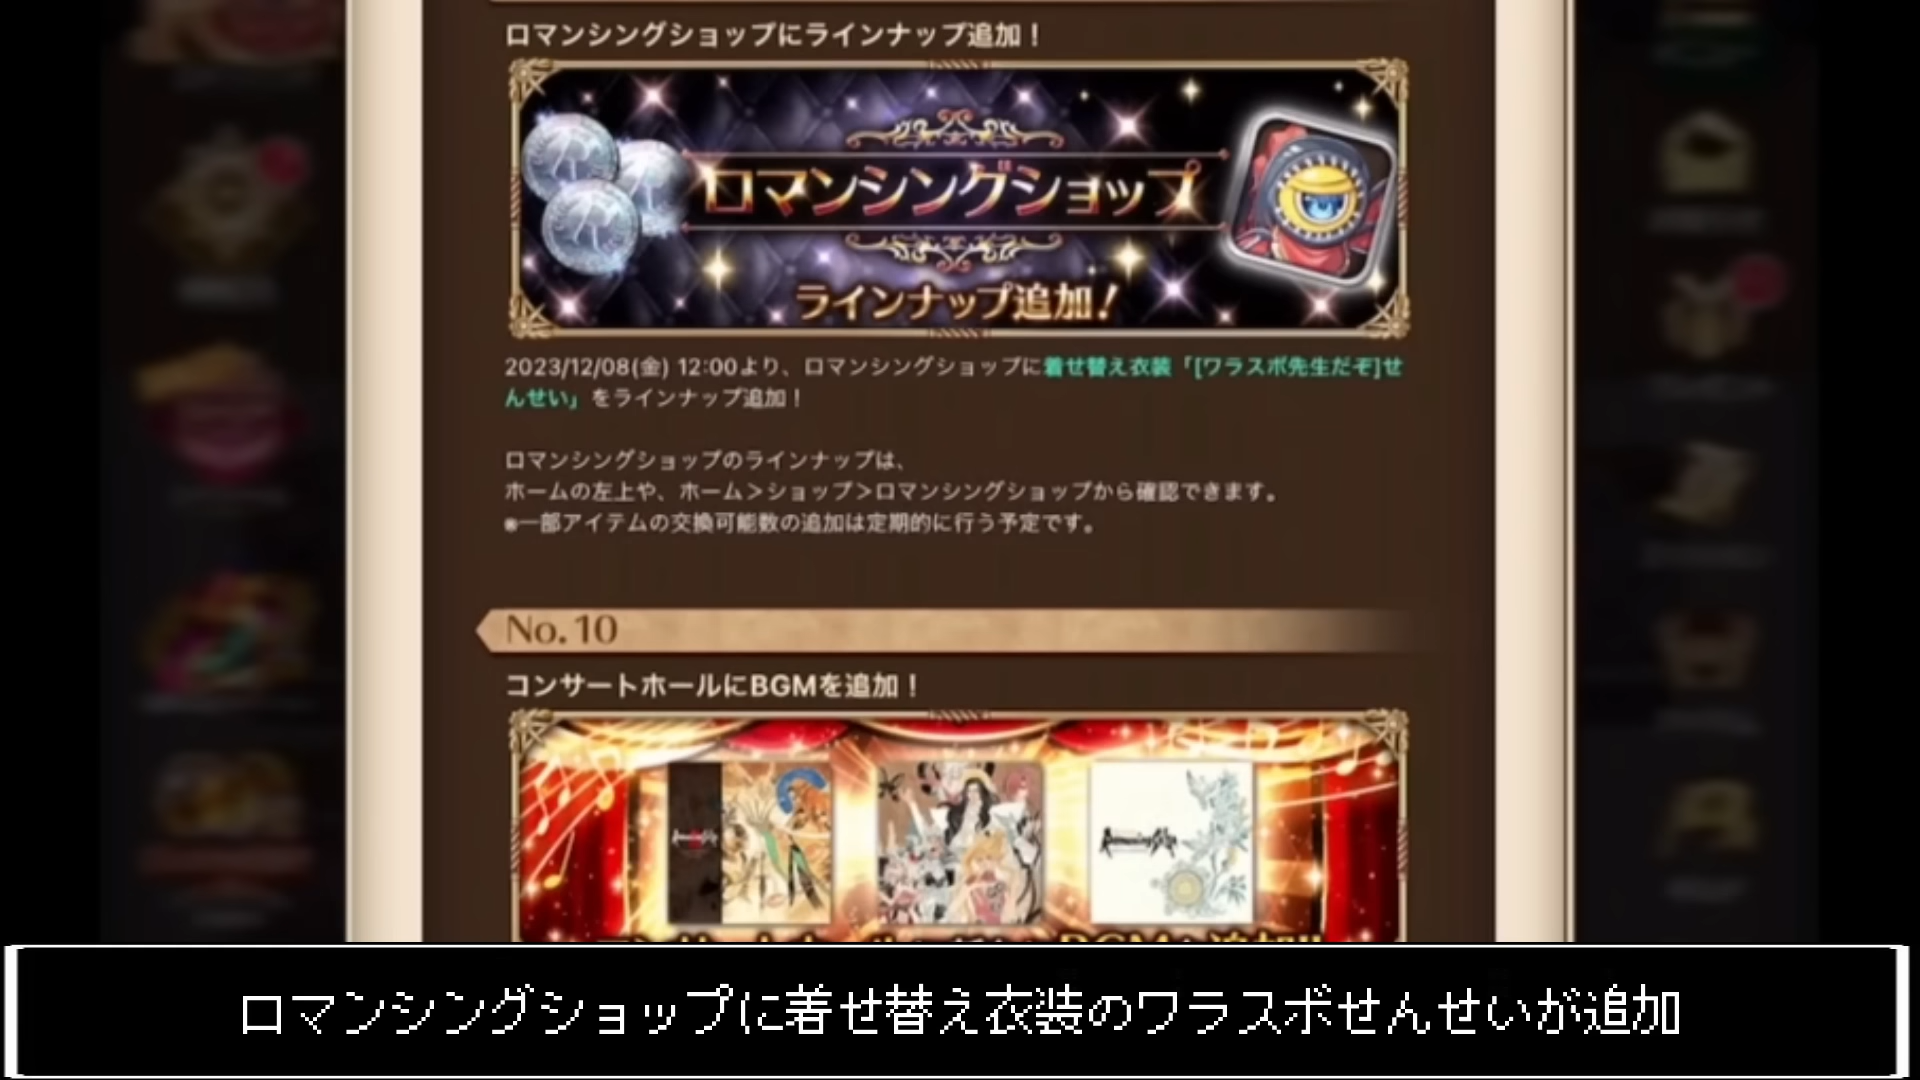 ロマンシングショップにラインナップ追加！
ロマンシングショップ
ラインナップ追加！
2023/12/08(金) 12:00より、ロマンシングショップに着せ替え衣装「[ワラスボ先生だぞ]せ
んせい」をラインナップ追加！
ロマンシングショップのラインナップは、
ホームの左上や、ホーム＞ショップ＞ロマンシングショップから確認できます。
※一部アイテムの交換可能数の追加は定期的に行う予定です。
No.10
コンサートホールにBGMを追加！
ロマンシングショップに着せ替え衣装のワラスボせんせいが追加